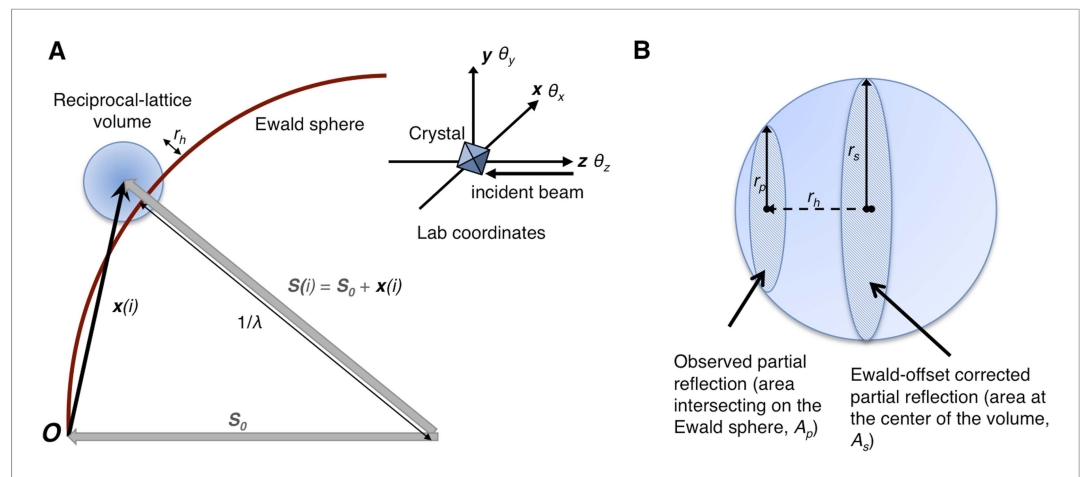 A
Reciprocal-lattice
volume
r_h
Ewald sphere
y θ_y
x θ_x
Crystal
z θ_z
incident beam
Lab coordinates
S(i) = S_0 + x(i)
x(i)
1/λ
O
S_0
B
r_s
r_p
r_h
Observed partial
reflection (area
intersecting on the
Ewald sphere, A_p)
Ewald-offset corrected
partial reflection (area at
the center of the volume,
A_s)